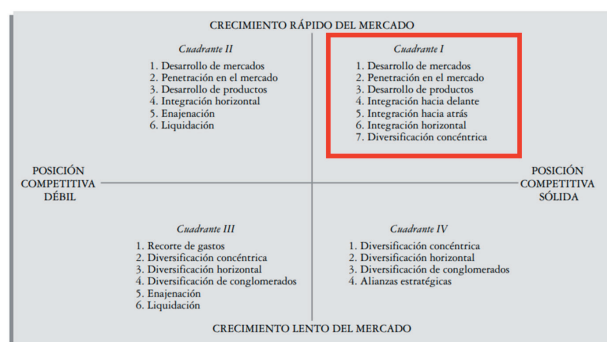 CRECIMIENTO RÁPIDO DEL MERCADO
Cuadrante II
1. Desarrollo de mercados
2. Penetración en el mercado
3. Desarrollo de productos
4. Integración horizontal
5. Enajenación
6. Liquidación
Cuadrante I
1. Desarrollo de mercados
2. Penetración en el mercado
3. Desarrollo de productos
4. Integración hacia delante
5. Integración hacia atrás
6. Integración horizontal
7. Diversificación concéntrica
POSICIÓN
COMPETITIVA
DÉBIL
POSICIÓN
COMPETITIVA
SÓLIDA
Cuadrante III
1. Recorte de gastos
2. Diversificación concéntrica
3. Diversificación horizontal
4. Diversificación de conglomerados
5. Enajenación
6. Liquidación
Cuadrante IV
1. Diversificación concéntrica
2. Diversificación horizontal
3. Diversificación de conglomerados
4. Alianzas estratégicas
CRECIMIENTO LENTO DEL MERCADO